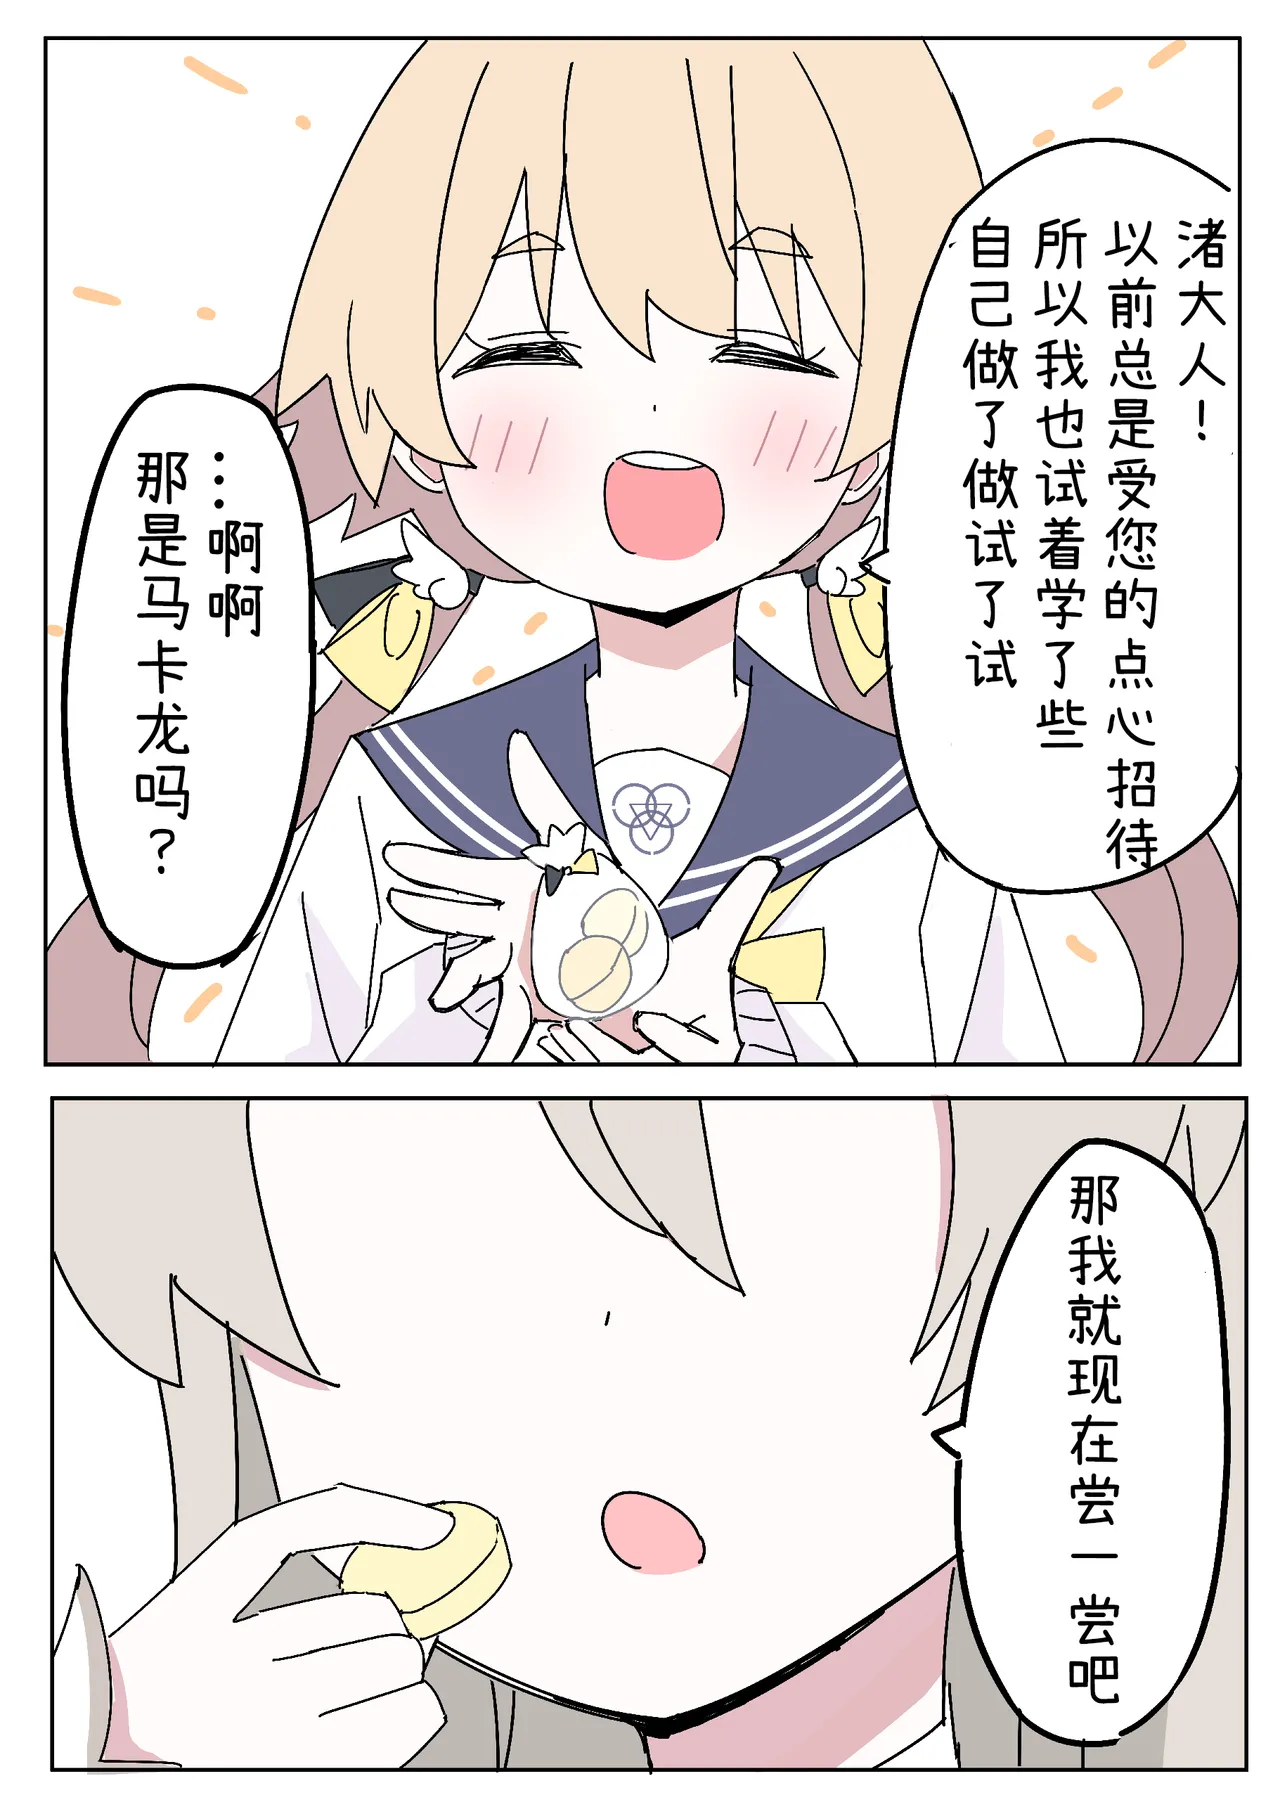 渚大人！
以前总是受您的点心招待
所以我也试着学了些
自己做了做试了试
…啊啊
那是马卡龙吗？
那我就现在尝一尝吧